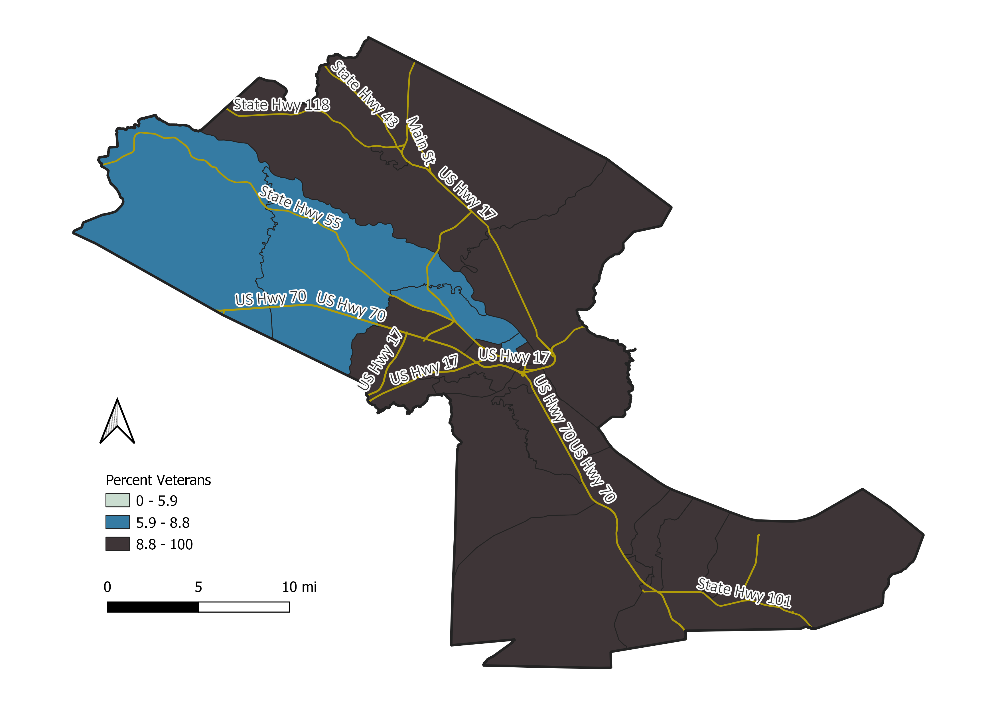 State Hwy 43
State Hwy 118
Main St
US Hwy 17
State Hwy 55
US Hwy 70
US Hwy 70
US Hwy 17
US Hwy 17
US Hwy 17
US Hwy 70
US Hwy 70
State Hwy 101
Percent Veterans
0 - 5.9
5.9 - 8.8
8.8 - 100
0 5 10 mi